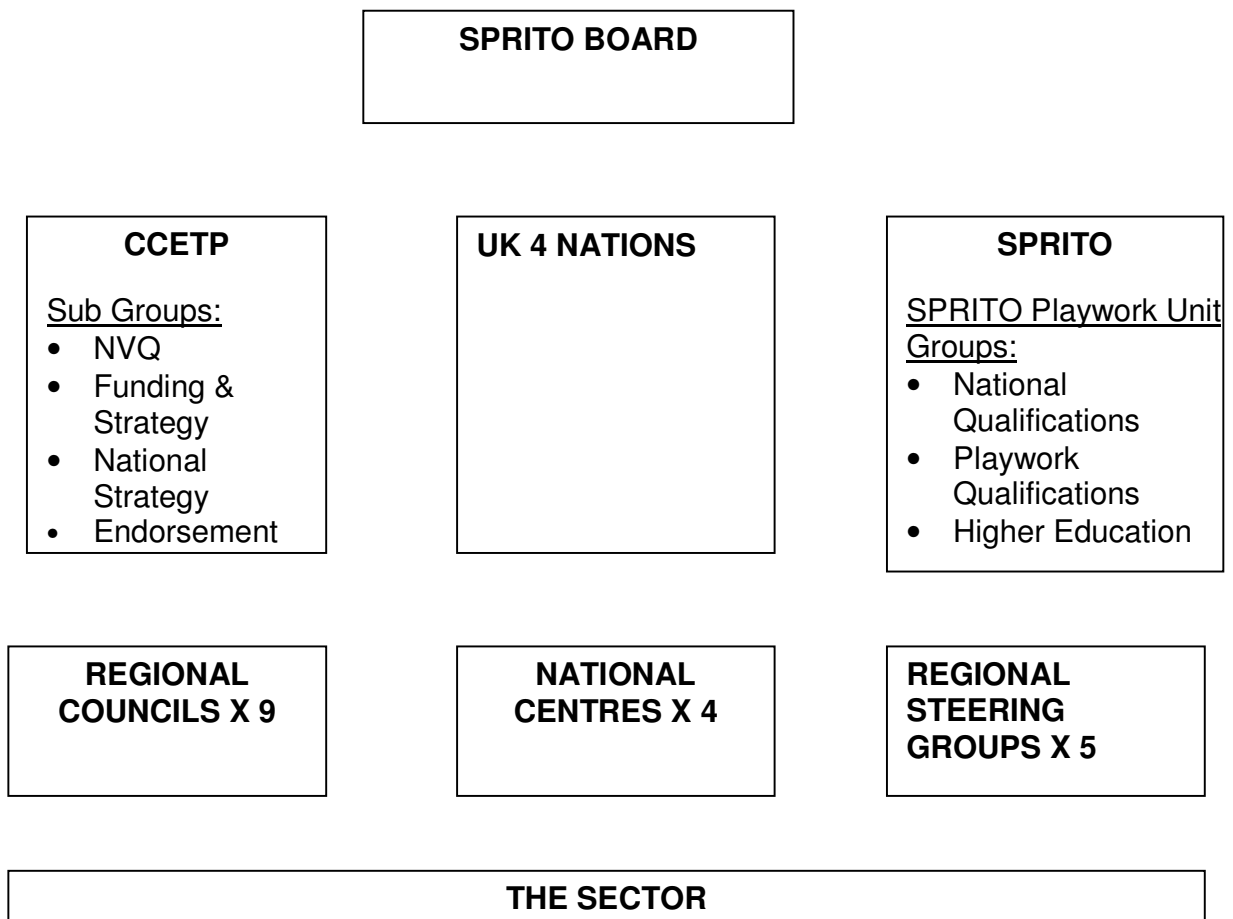 SPRITO BOARD
CCETP
Sub Groups:
• NVQ
• Funding &
Strategy
• National
Strategy
• Endorsement
UK 4 NATIONS
SPRITO
SPRITO Playwork Unit
Groups:
• National
Qualifications
• Playwork
Qualifications
• Higher Education
REGIONAL
COUNCILS X 9
NATIONAL
CENTRES X 4
REGIONAL
STEERING
GROUPS X 5
THE SECTOR